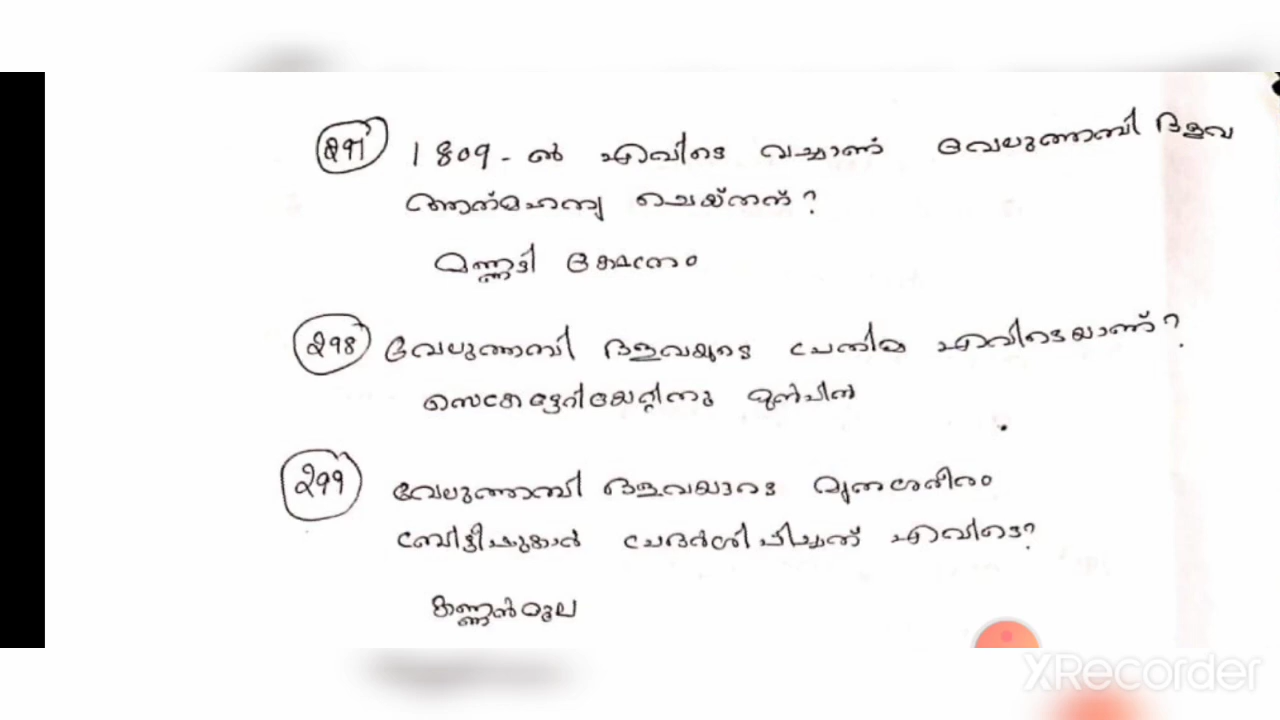 297 1809-ൽ എവിടെ വച്ചാണ് വേലുത്തമ്പി ദളവ
ആത്മഹത്യ ചെയ്തത്?
മണ്ണടി ക്ഷേത്രം
298 വേലുത്തമ്പി ദളവയുടെ പ്രതിമ എവിടെയാണ്?
സെക്രട്ടേറിയേറ്റിനു മുൻപിൽ
299 വേലുത്തമ്പി ദളവയുടെ മൃതശരീരം
ബ്രിട്ടീഷുകാർ പ്രദർശിപ്പിച്ചത് എവിടെ?
കണ്ണൻമൂല
XRecorder